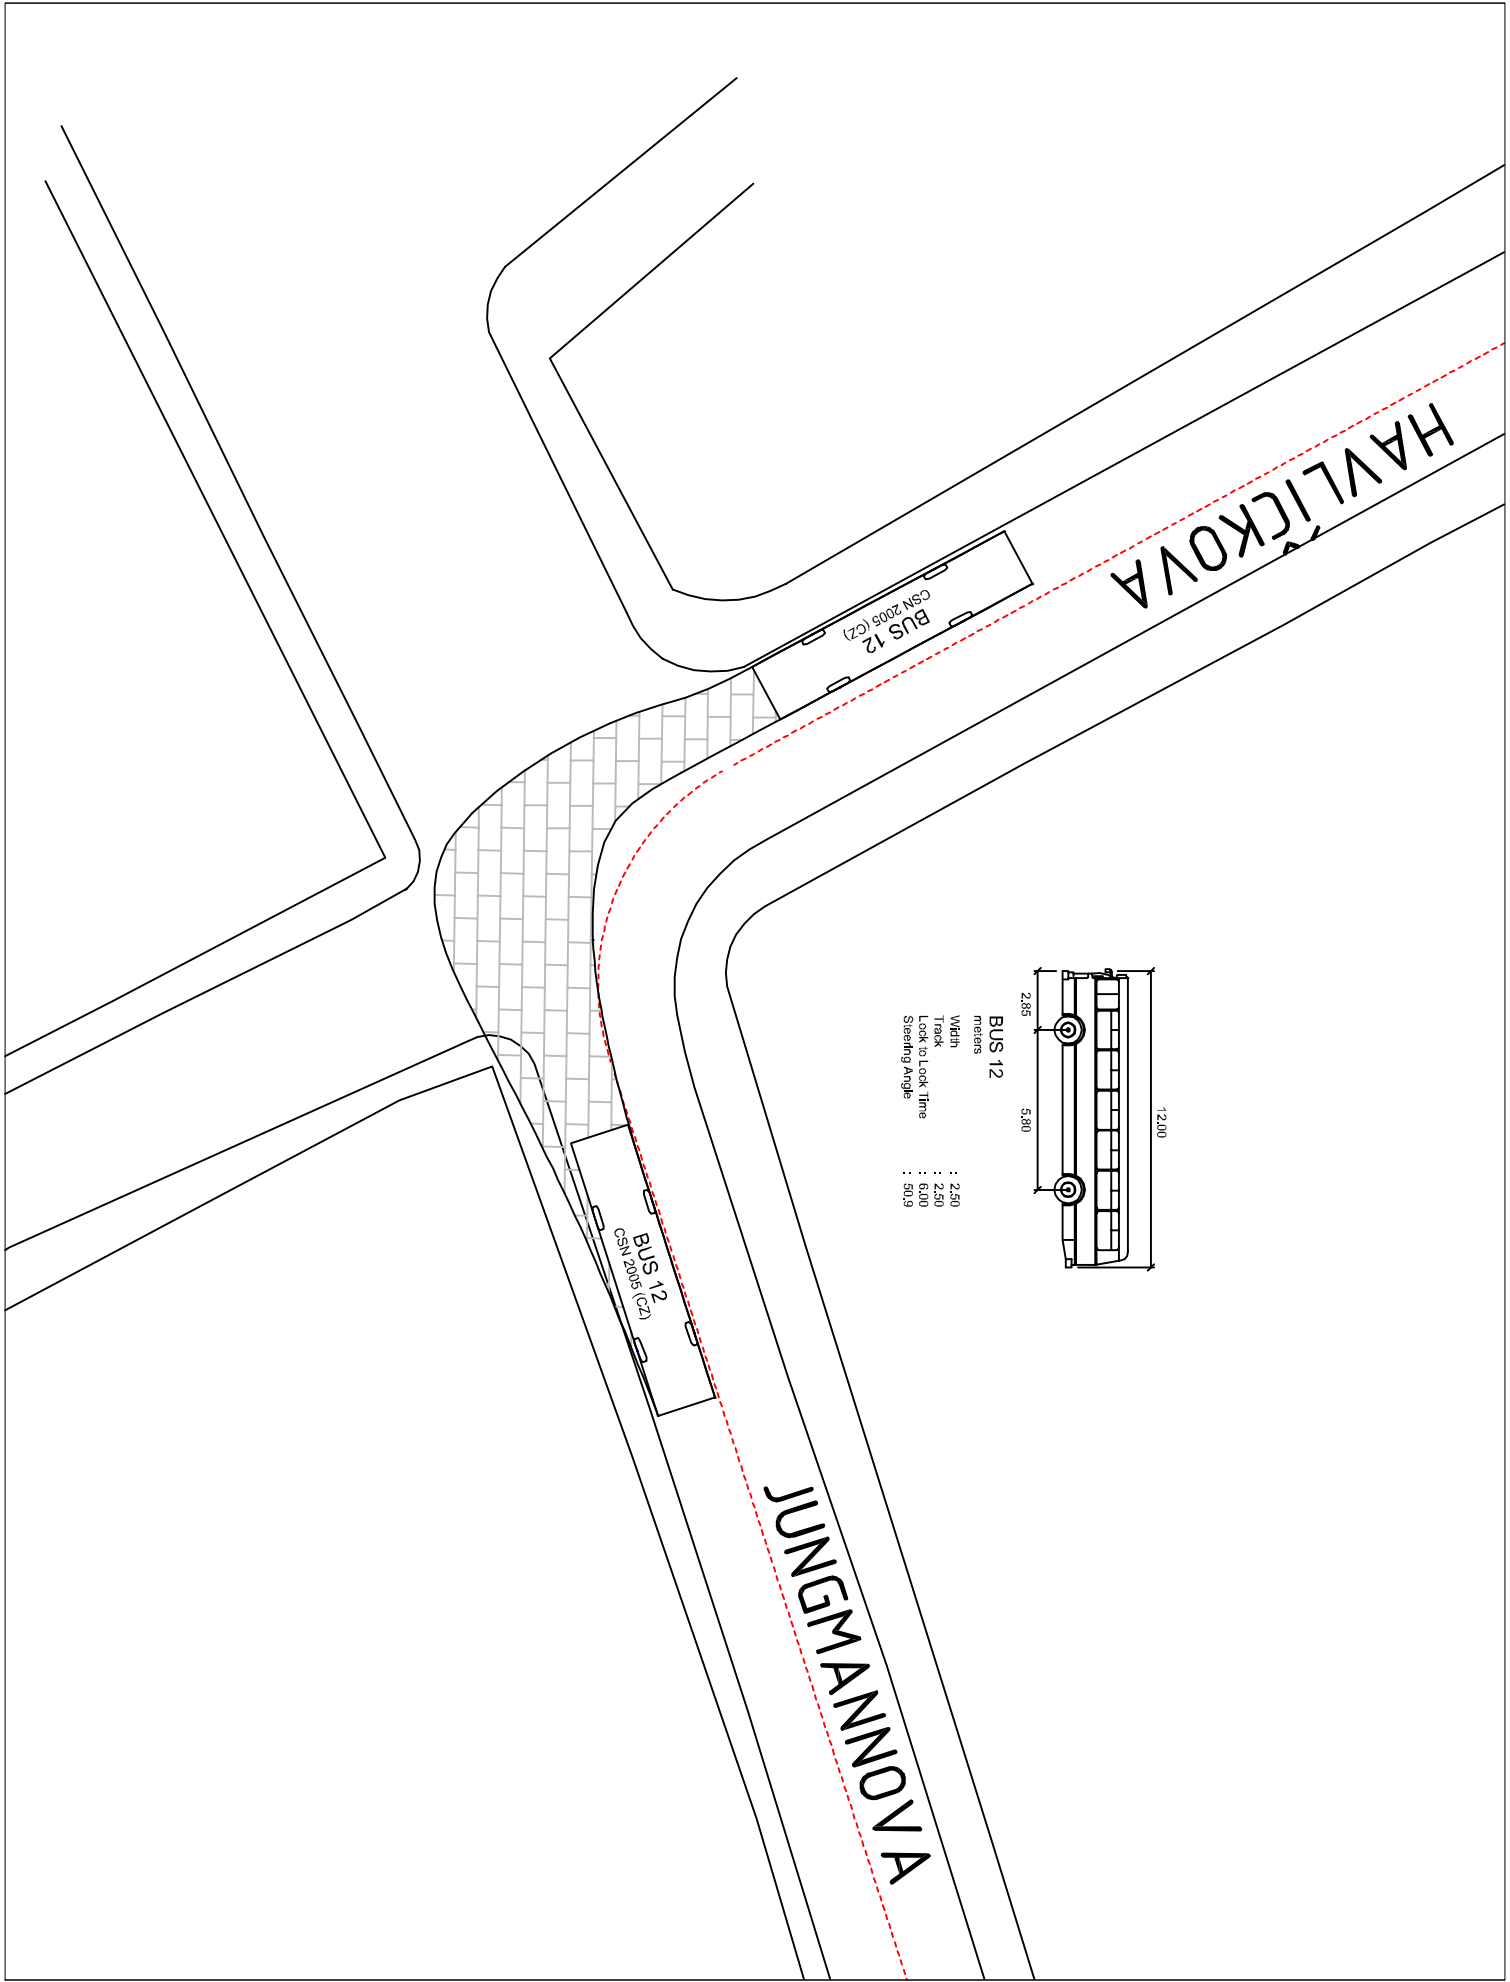 HAVLÍČKOVA
BUS 12
CSN 2005 (CZ)
12.00
2.85
5.80
BUS 12
meters
Width : 2.50
Track : 2.50
Lock to Lock Time : 6.00
Steering Angle : 50.9
BUS 12
CSN 2005 (CZ)
JUNGMANNOVA